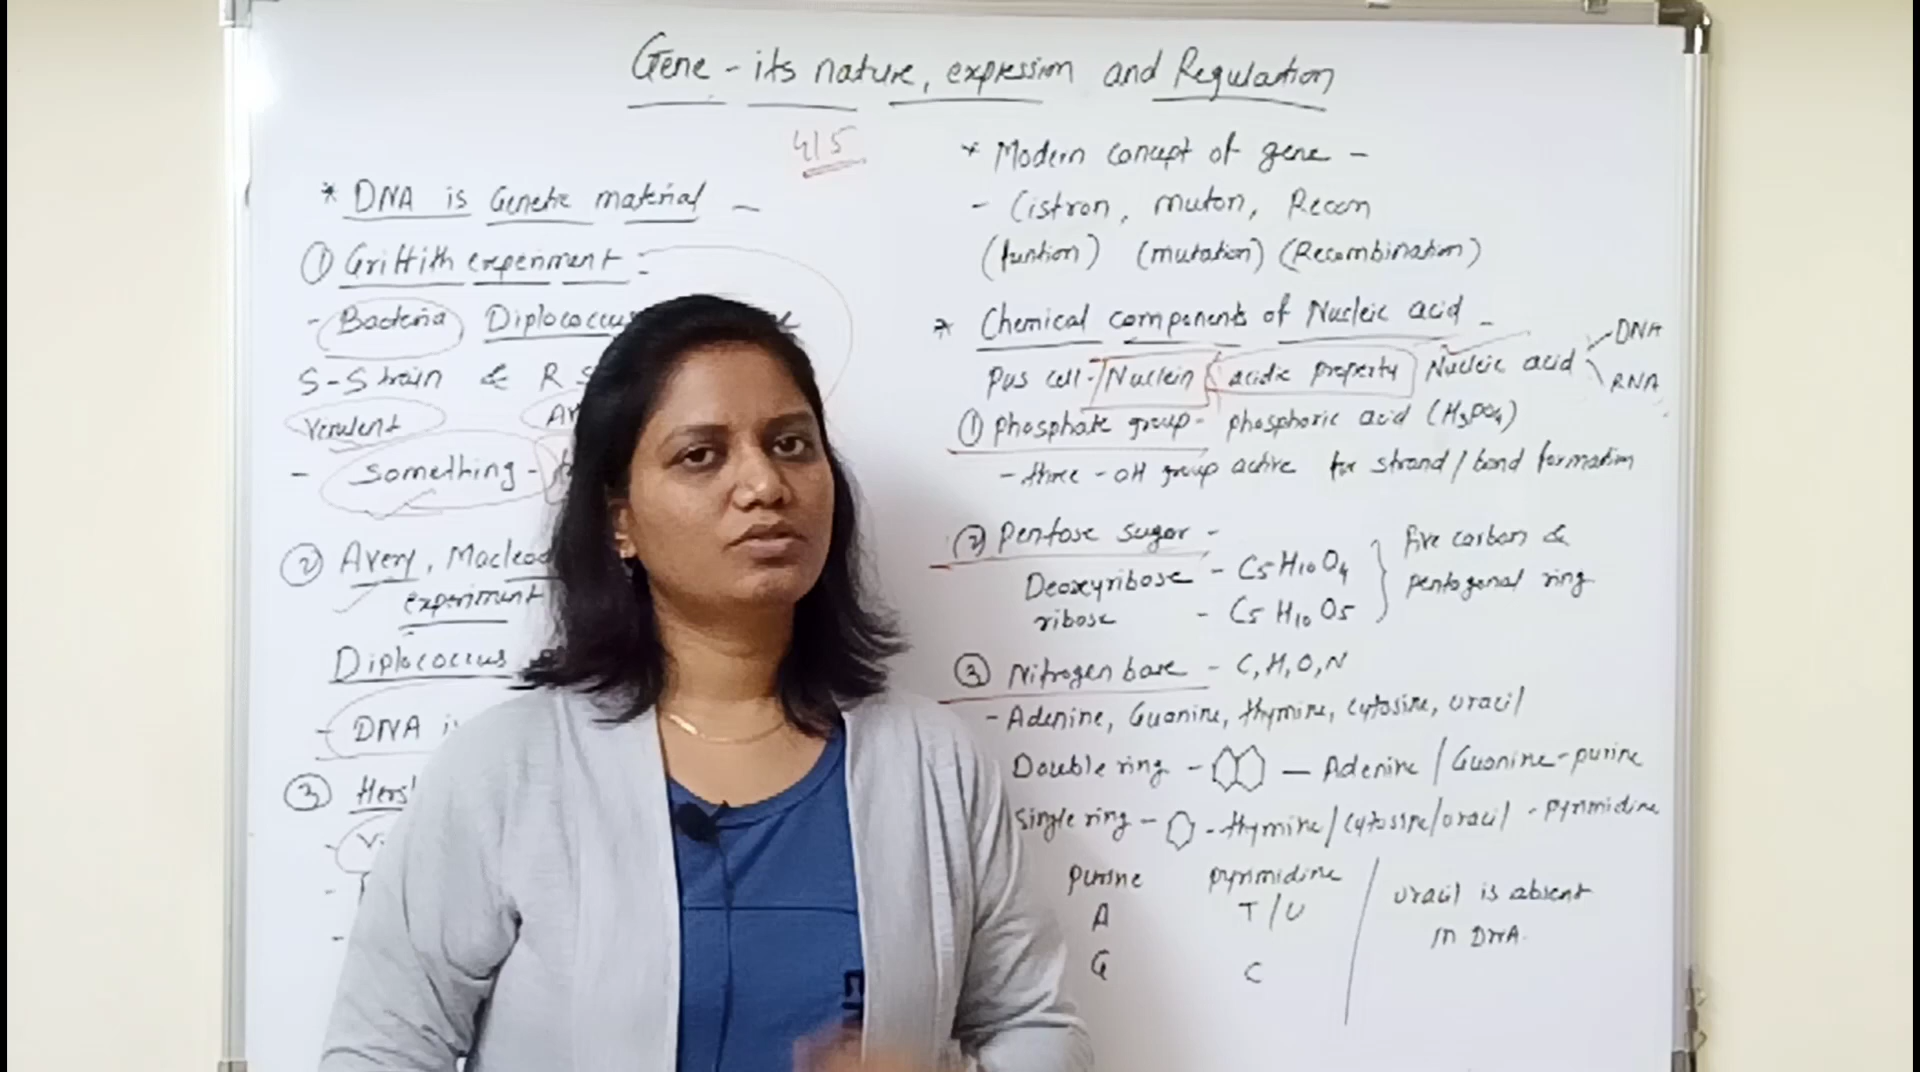 Gene - its nature, expression and Regulation
415
* DNA is Genetic material -
① Griffith experiment :
- Bacteria Diplococcus
S-Strain & R S
Virulent
- Something -
② Avery, Macleod
experiment
Diplococcus
- DNA is
③ Hers
* Modern concept of gene -
- Cistron, muton, Recon
(funtion) (mutation) (Recombination)
* Chemical components of Nucleic acid -
Pus cell - Nuclein (acidic property) Nucleic acid
DNA
RNA
① Phosphate group - phosphoric acid (H3PO4)
- three - OH group active for strand/bond formation
② Pentose sugar -
Deoxyribose - C5H10O4
ribose - C5H10O5
five carbon &
pentogonal ring
③ Nitrogen base - C, H, O, N
- Adenine, Guanine, thymine, cytosine, uracil
Double ring - — Adenine / Guanine - purine
Single ring - - thymine/cytosine/uracil - pyrimidine
purine pyrimidine
A T/U
G C
uracil is absent
in DNA.